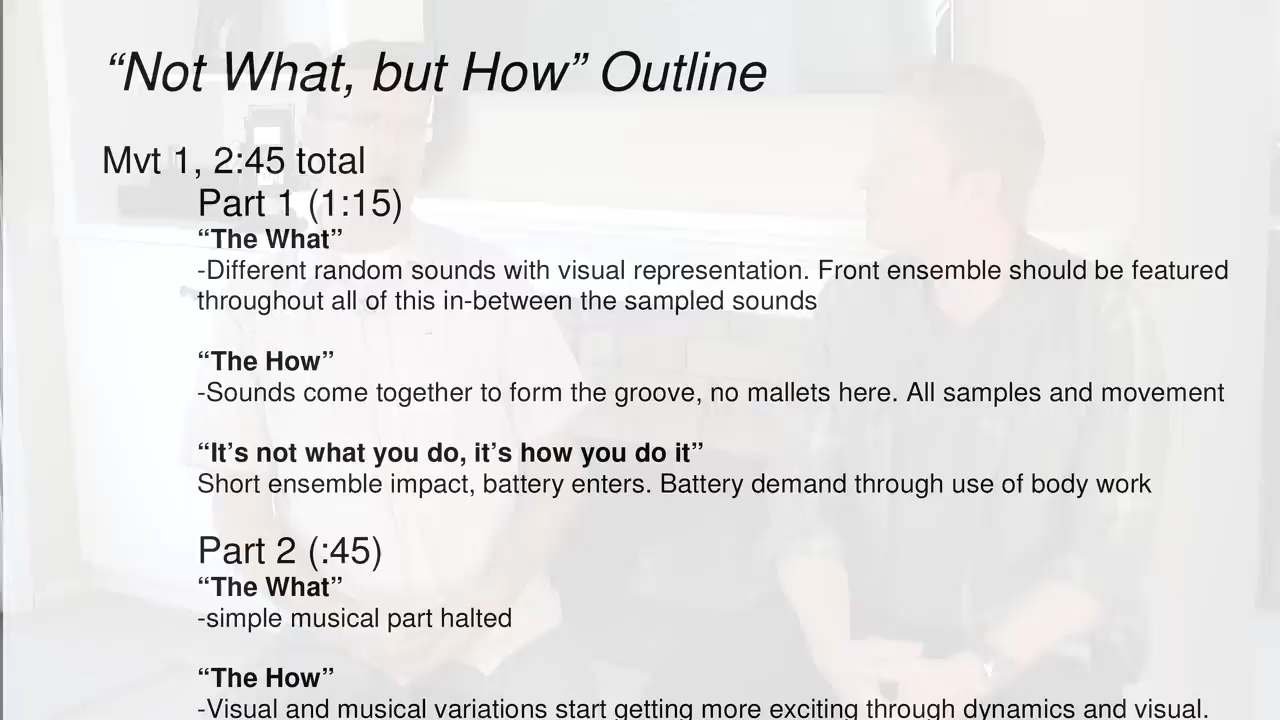 “Not What, but How” Outline
Mvt 1, 2:45 total
Part 1 (1:15)
“The What”
-Different random sounds with visual representation. Front ensemble should be featured
throughout all of this in-between the sampled sounds
“The How”
-Sounds come together to form the groove, no mallets here. All samples and movement
“It’s not what you do, it’s how you do it”
Short ensemble impact, battery enters. Battery demand through use of body work
Part 2 (:45)
“The What”
-simple musical part halted
“The How”
-Visual and musical variations start getting more exciting through dynamics and visual.